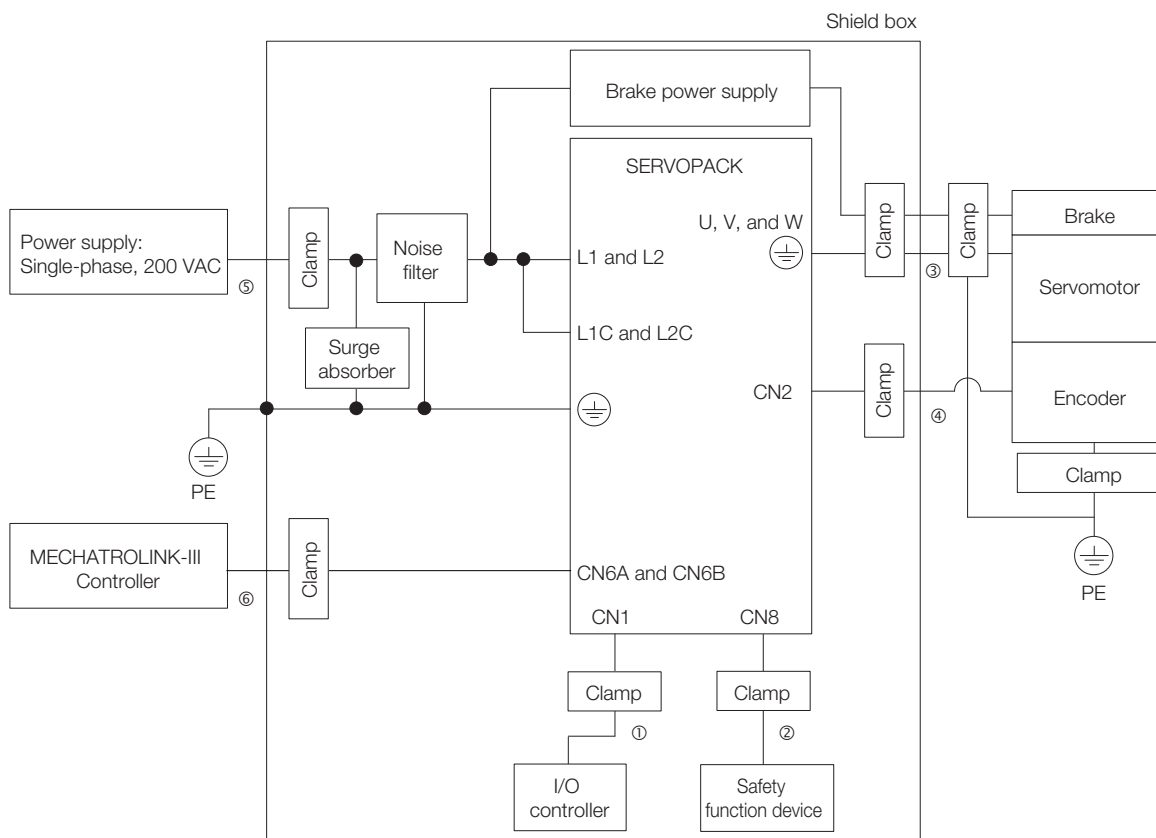 Shield box
Brake power supply
SERVOPACK
U, V, and W
Clamp
Clamp
Brake
Power supply:
Single-phase, 200 VAC
Clamp
Noise
filter
L1 and L2
③
Servomotor
⑤
Surge
absorber
L1C and L2C
CN2
Clamp
④
Encoder
Clamp
PE
PE
MECHATROLINK-III
Controller
⑥
Clamp
CN6A and CN6B
CN1
CN8
Clamp
Clamp
①
②
I/O
controller
Safety
function device